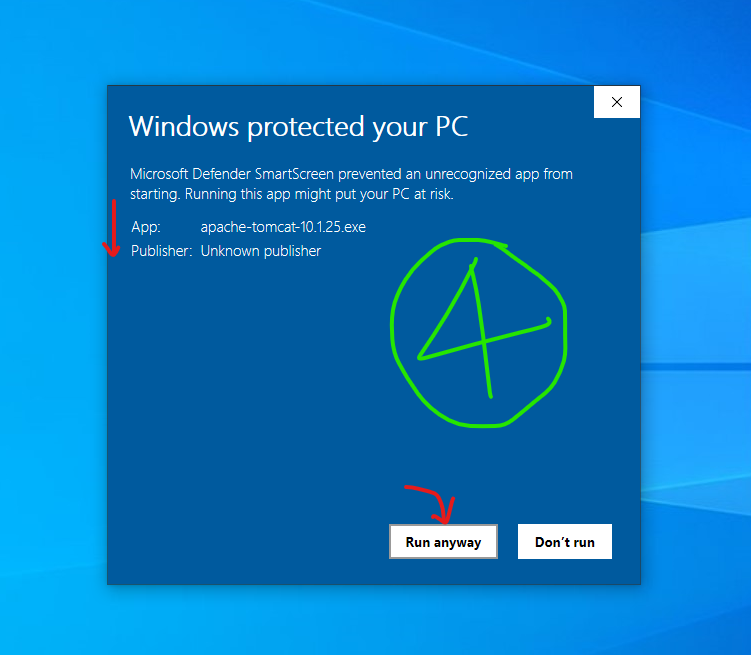 Windows protected your PC
Microsoft Defender SmartScreen prevented an unrecognized app from
starting. Running this app might put your PC at risk.
App: apache-tomcat-10.1.25.exe
Publisher: Unknown publisher
4
Run anyway Don't run